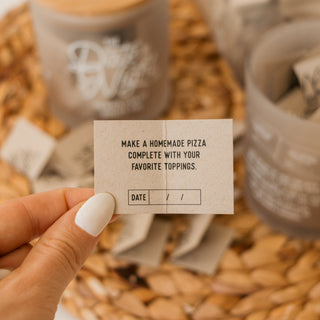 MAKE A HOMEMADE PIZZA
COMPLETE WITH YOUR
FAVORITE TOPPINGS.
DATE / /